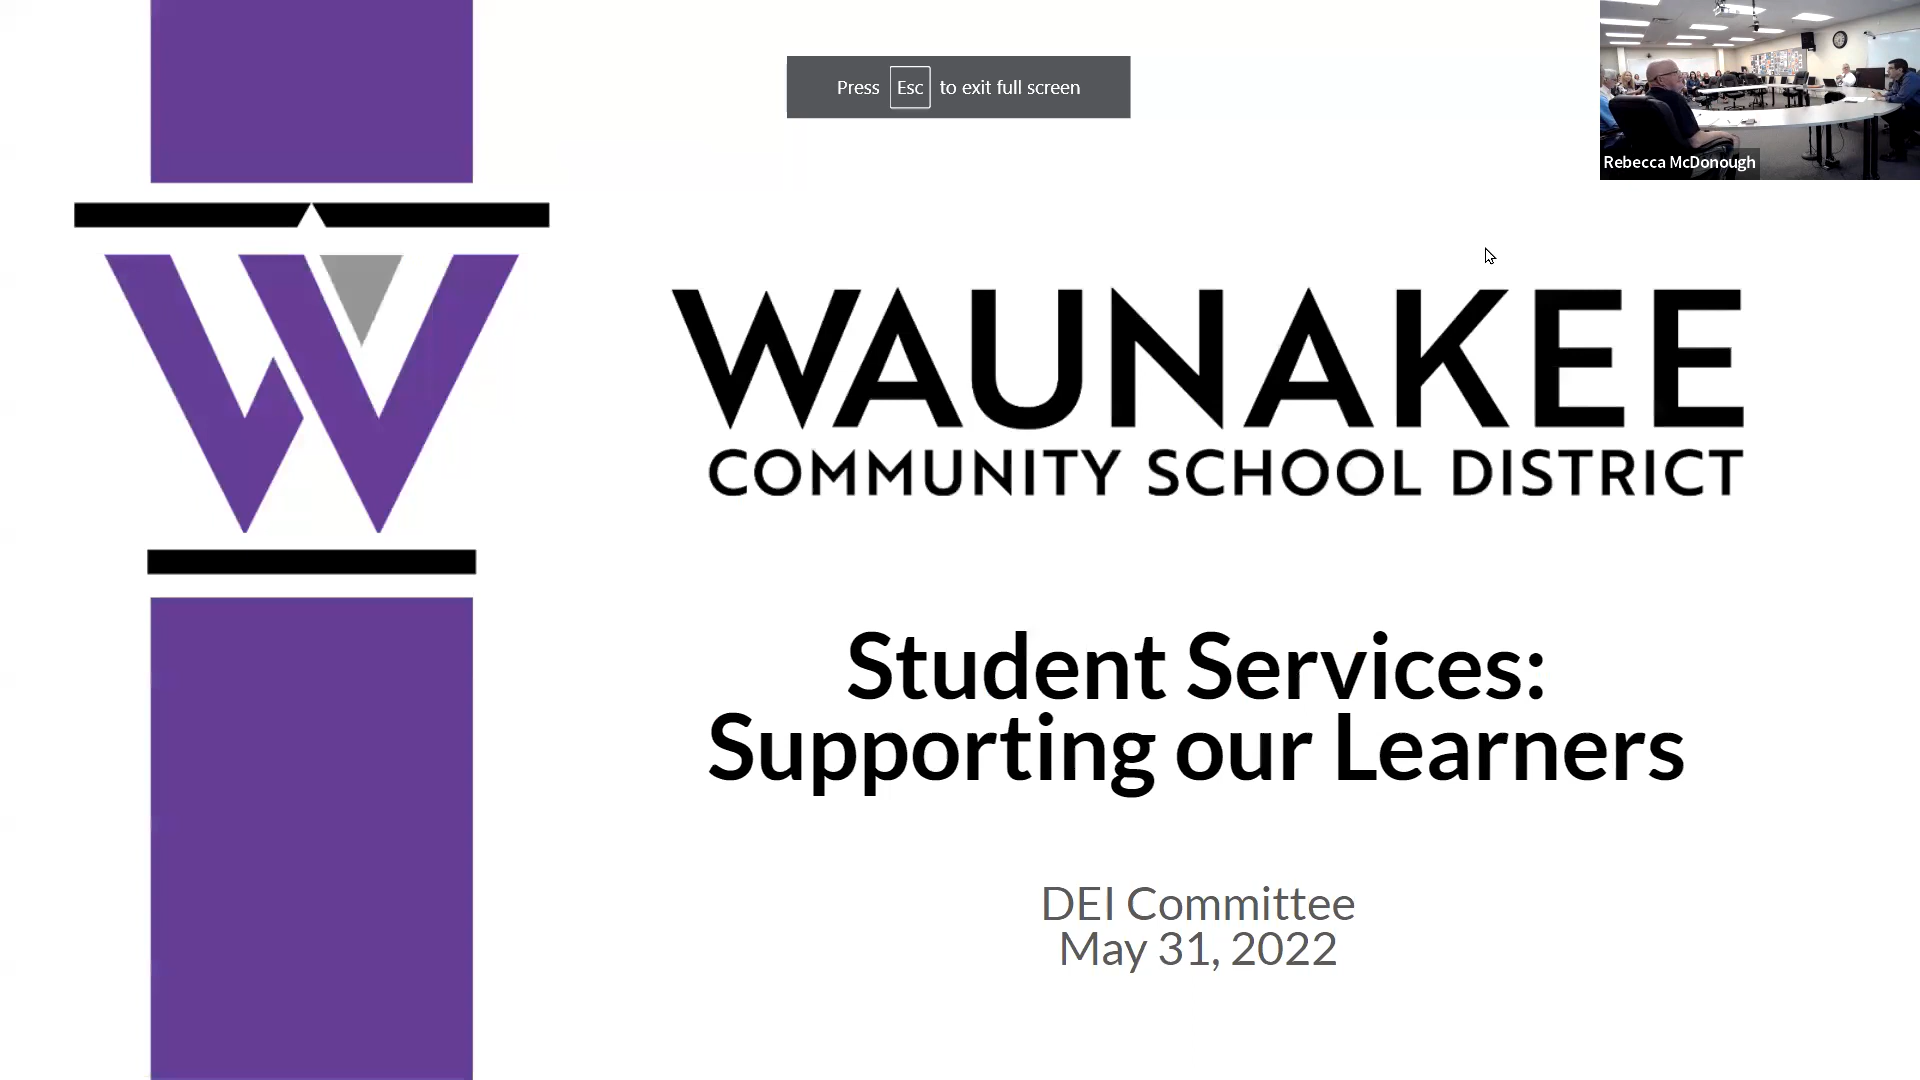 Press Esc to exit full screen
Rebecca McDonough
W
WAUNAKEE
COMMUNITY SCHOOL DISTRICT
Student Services:
Supporting our Learners
DEI Committee
May 31, 2022